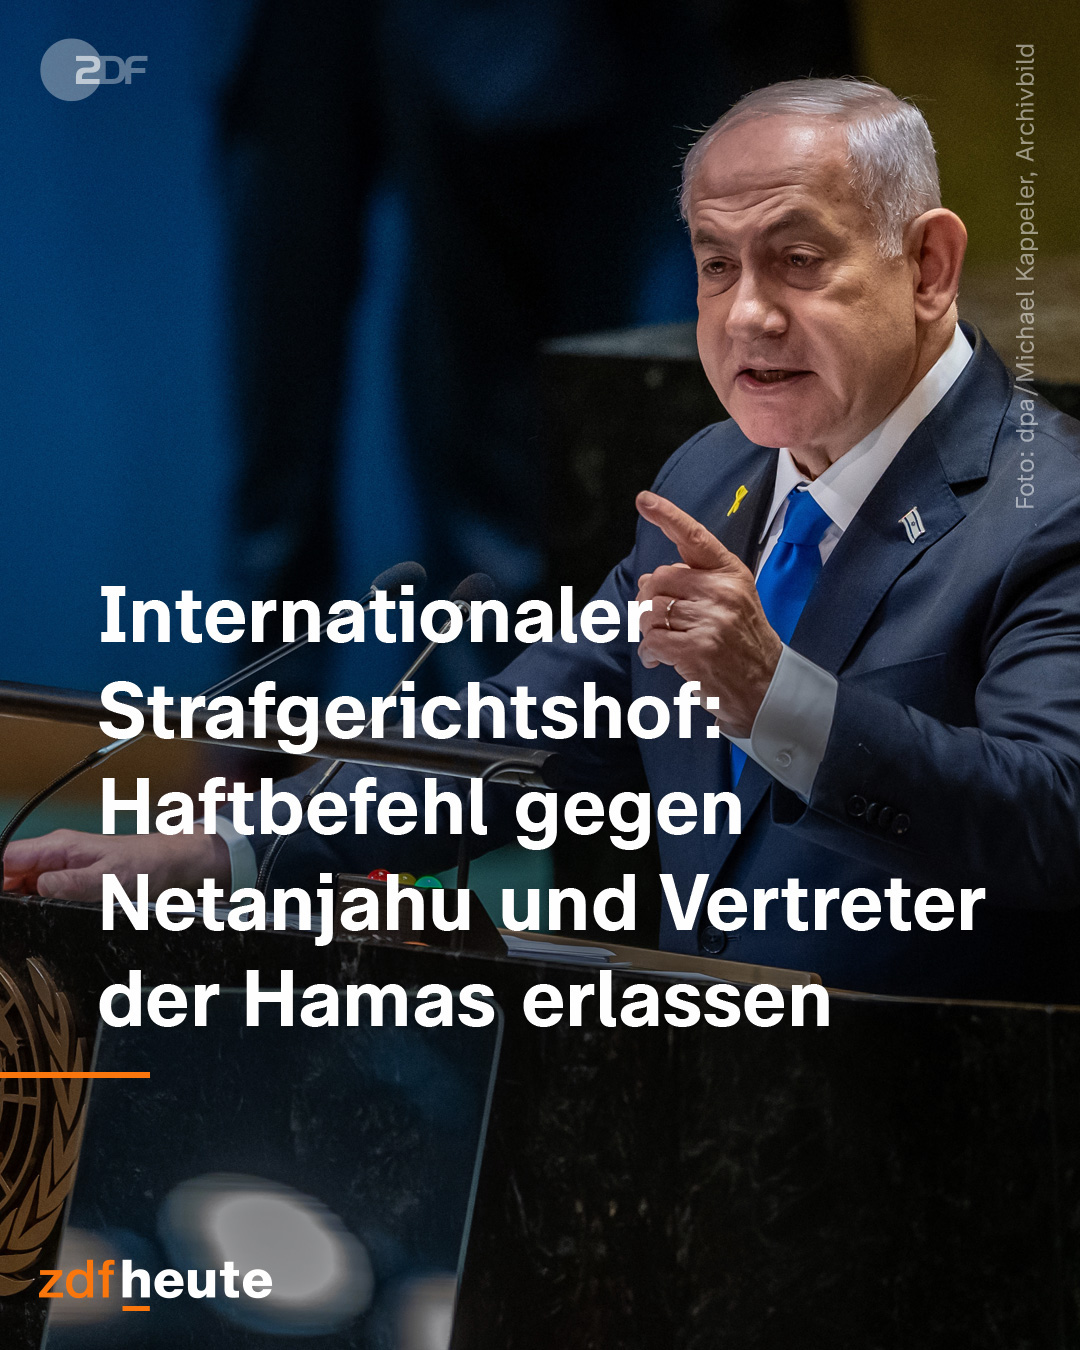 ZDF
Foto: dpa/Michael Kappeler, Archivbild
Internationaler
Strafgerichtshof:
Haftbefehl gegen
Netanjahu und Vertreter
der Hamas erlassen
zdfheute